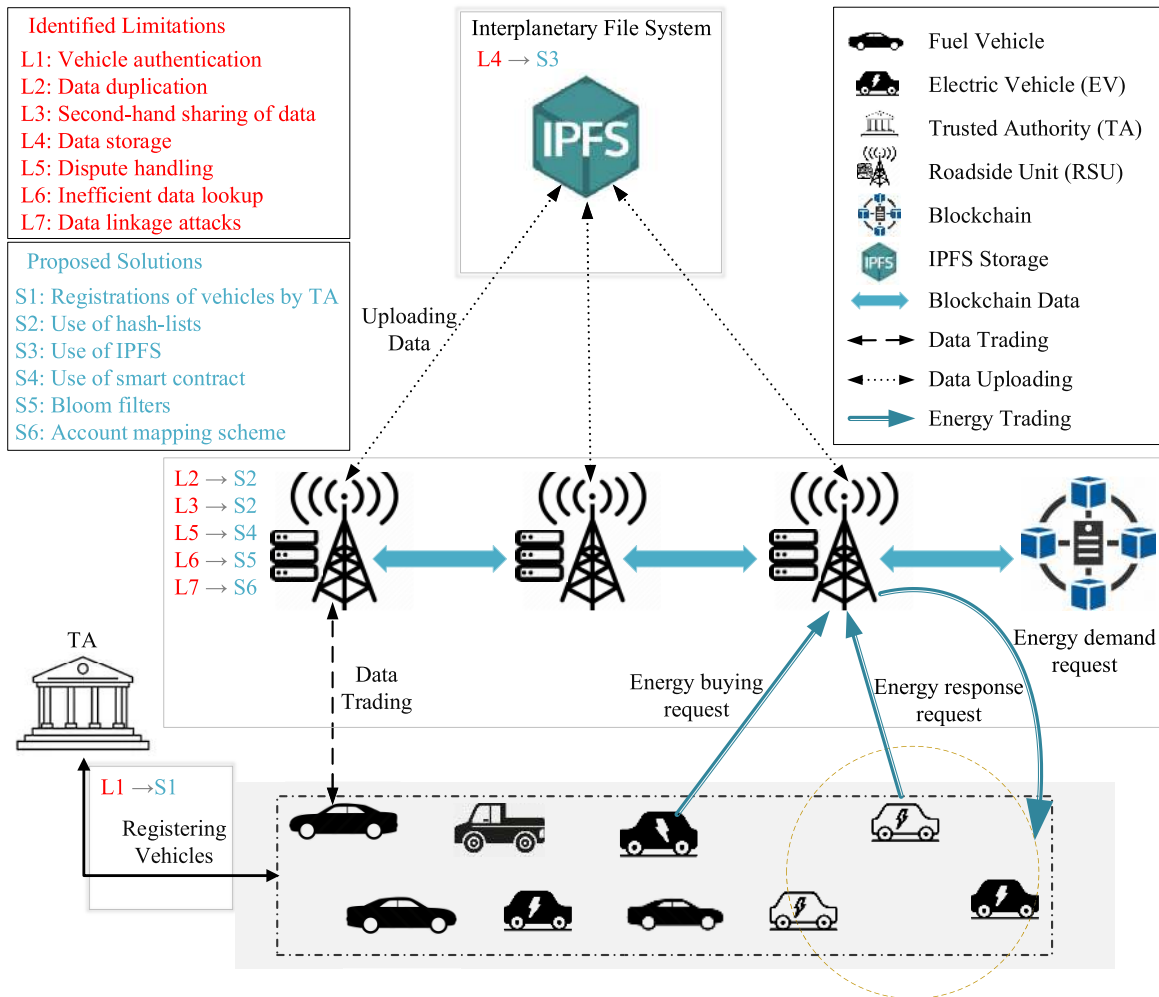 Identified Limitations
L1: Vehicle authentication
L2: Data duplication
L3: Second-hand sharing of data
L4: Data storage
L5: Dispute handling
L6: Inefficient data lookup
L7: Data linkage attacks
Proposed Solutions
S1: Registrations of vehicles by TA
S2: Use of hash-lists
S3: Use of IPFS
S4: Use of smart contract
S5: Bloom filters
S6: Account mapping scheme
Interplanetary File System
L4 → S3
IPFS
Fuel Vehicle
Electric Vehicle (EV)
Trusted Authority (TA)
Roadside Unit (RSU)
Blockchain
IPFS
IPFS Storage
Blockchain Data
Data Trading
Data Uploading
Energy Trading
Uploading
Data
L2 → S2
L3 → S2
L5 → S4
L6 → S5
L7 → S6
TA
Data
Trading
Energy buying
request
Energy response
request
Energy demand
request
L1 →S1
Registering
Vehicles